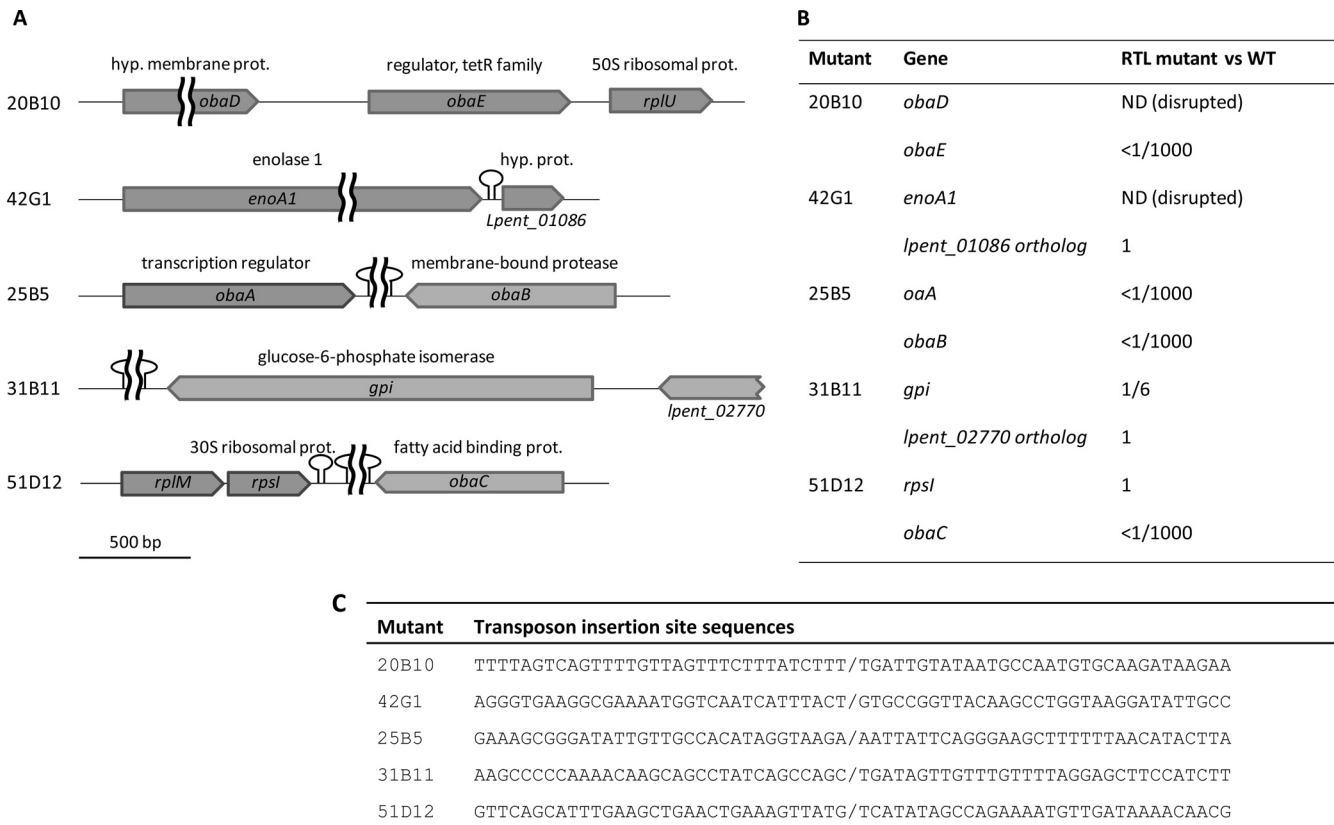 A
hyp. membrane prot.
regulator, tetR family
50S ribosomal prot.
20B10
obaD
obaE
rplU
enolase 1
hyp. prot.
42G1
enoA1
Lpent_01086
transcription regulator
membrane-bound protease
25B5
obaA
obaB
glucose-6-phosphate isomerase
31B11
gpi
lpent_02770
30S ribosomal prot.
fatty acid binding prot.
51D12
rplM
rpsI
obaC
500 bp
B
Mutant Gene RTL mutant vs WT
20B10 obaD ND (disrupted)
obaE <1/1000
42G1 enoA1 ND (disrupted)
lpent_01086 ortholog 1
25B5 oaA <1/1000
obaB <1/1000
31B11 gpi 1/6
lpent_02770 ortholog 1
51D12 rpsI 1
obaC <1/1000
C
Mutant Transposon insertion site sequences
20B10 TTTTAGTCAGTTTTGTTAGTTTCTTTATCTTT/TGATTGTATAATGCCAATGTGCAAGATAAGAA
42G1 AGGGTGAAGGCGAAAATGGTCAATCATTTACT/GTGCCGGTTACAAGCCTGGTAAGGATATTGCC
25B5 GAAAGCGGGATATTGTTGCCACATAGGTAAGA/AATTATTCAGGGAAGCTTTTTTAACATACTTA
31B11 AAGCCCCCAAAACAAGCAGCCTATCAGCCAGC/TGATAGTTGTTTGTTTTAGGAGCTTCCATCTT
51D12 GTTCAGCATTTGAAGCTGAACTGAAAGTTATG/TCATATAGCCAGAAAATGTTGATAAAACAACG